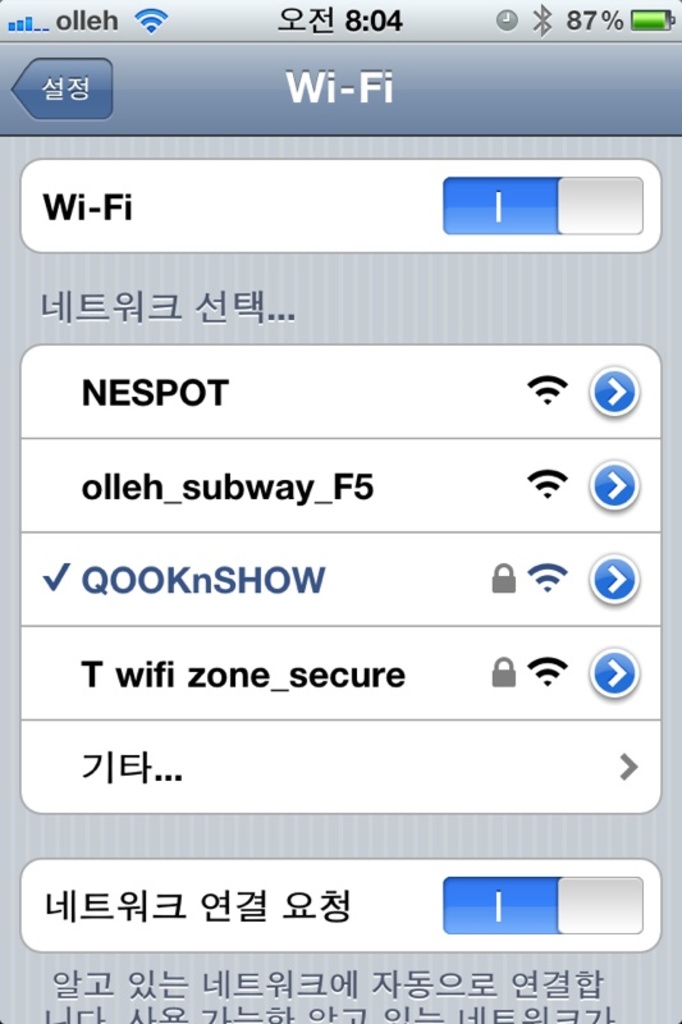 olleh 오전 8:04 87%
설정 Wi-Fi
Wi-Fi
네트워크 선택...
NESPOT
olleh_subway_F5
QOOKnSHOW
T wifi zone_secure
기타...
네트워크 연결 요청
알고 있는 네트워크에 자동으로 연결합
니다. 사용 가능한 알고 있는 네트워크가